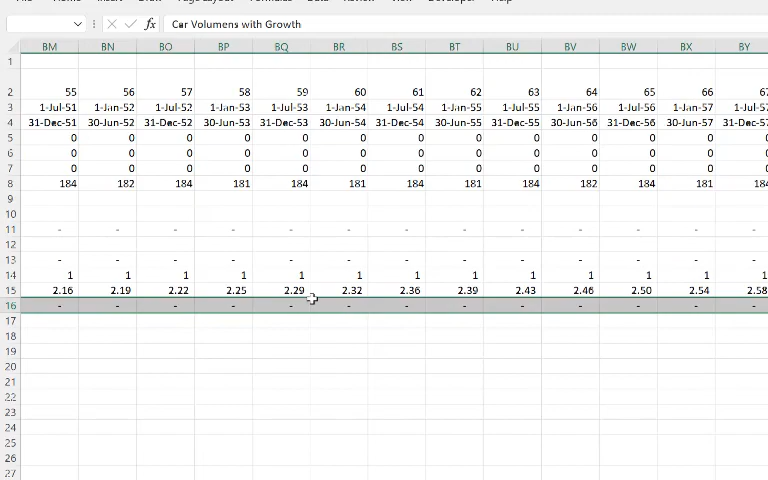 fx Car Volumens with Growth
BM BN BO BP BQ BR BS BT BU BV BW BX BY
1
2 55 56 57 58 59 60 61 62 63 64 65 66 67
3 1-Jul-51 1-Jan-52 1-Jul-52 1-Jan-53 1-Jul-53 1-Jan-54 1-Jul-54 1-Jan-55 1-Jul-55 1-Jan-56 1-Jul-56 1-Jan-57 1-Jul-57
4 31-Dec-51 30-Jun-52 31-Dec-52 30-Jun-53 31-Dec-53 30-Jun-54 31-Dec-54 30-Jun-55 31-Dec-55 30-Jun-56 31-Dec-56 30-Jun-57 31-Dec-57
5 0 0 0 0 0 0 0 0 0 0 0 0
6 0 0 0 0 0 0 0 0 0 0 0 0
7 0 0 0 0 0 0 0 0 0 0 0 0
8 184 182 184 181 184 181 184 181 184 182 184 181 184
9
10
11 - - - - - - - - - - - - -
12
13 - - - - - - - - - - - - -
14 1 1 1 1 1 1 1 1 1 1 1 1
15 2.16 2.19 2.22 2.25 2.29 2.32 2.36 2.39 2.43 2.46 2.50 2.54 2.58
16 - - - - - - - - - - - - -
17
18
19
20
21
22
23
24
25
26
27